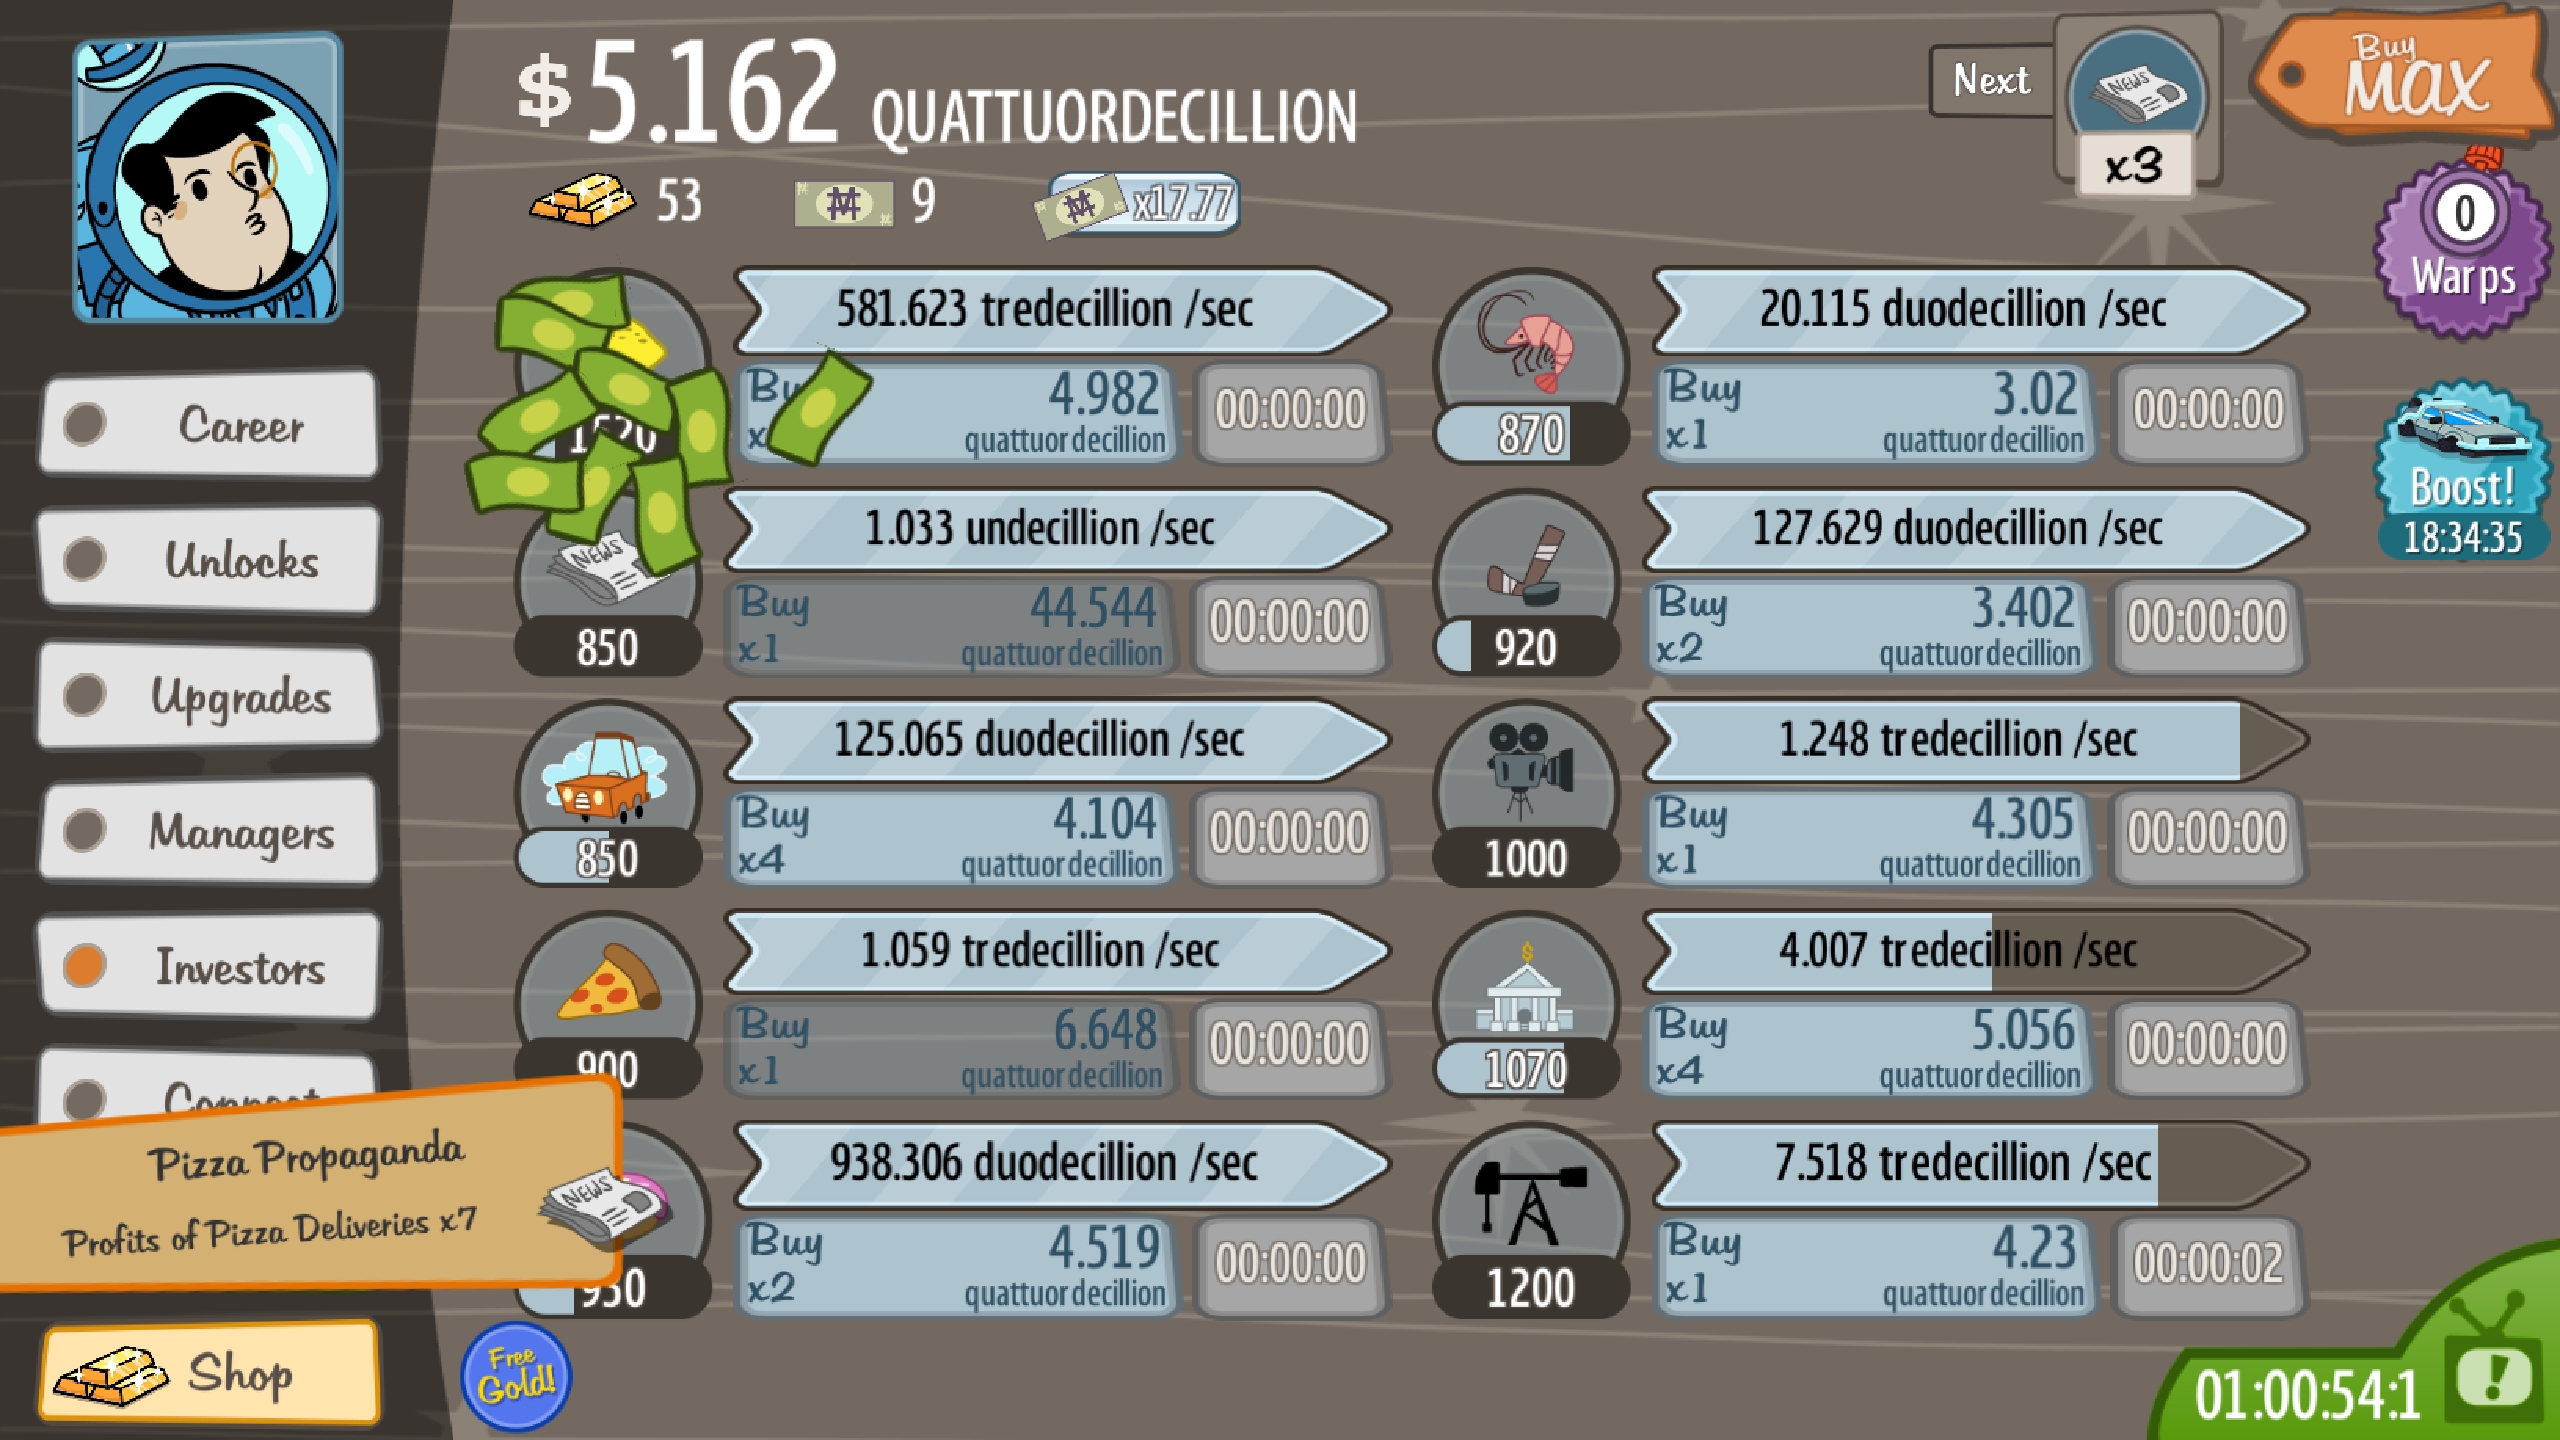 $5.162 QUATTUORDECILLION
53
9
x17.77
Next
NEWS
x3
Buy
MAX
0
Warps
Boost!
18:34:35
Career
Unlocks
Upgrades
Managers
Investors
Pizza Propaganda
Profits of Pizza Deliveries x7
NEWS
Shop
Free
Gold!
581.623 tredecillion /sec
4.982
quattuordecillion
00:00:00
NEWS
850
1.033 undecillion /sec
Buy
x1
44.544
quattuordecillion
00:00:00
850
125.065 duodecillion /sec
Buy
x4
4.104
quattuordecillion
00:00:00
900
1.059 tredecillion /sec
Buy
x1
6.648
quattuordecillion
00:00:00
938.306 duodecillion /sec
Buy
x2
4.519
quattuordecillion
00:00:00
870
20.115 duodecillion /sec
Buy
x1
3.02
quattuordecillion
00:00:00
920
127.629 duodecillion /sec
Buy
x2
3.402
quattuordecillion
00:00:00
1000
1.248 tredecillion /sec
Buy
x1
4.305
quattuordecillion
00:00:00
$
1070
4.007 tredecillion /sec
Buy
x4
5.056
quattuordecillion
00:00:00
1200
7.518 tredecillion /sec
Buy
x1
4.23
quattuordecillion
00:00:02
01:00:54:1